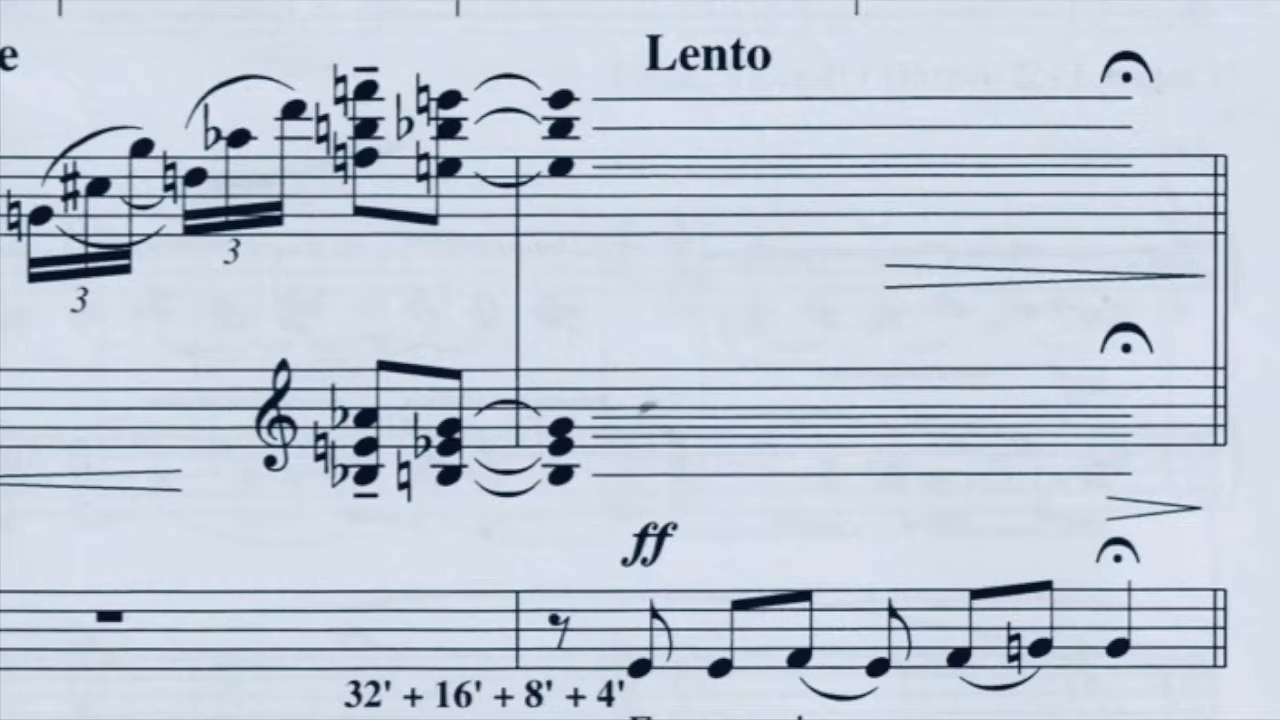 Lento
3
3
ff
32' + 16' + 8' + 4'